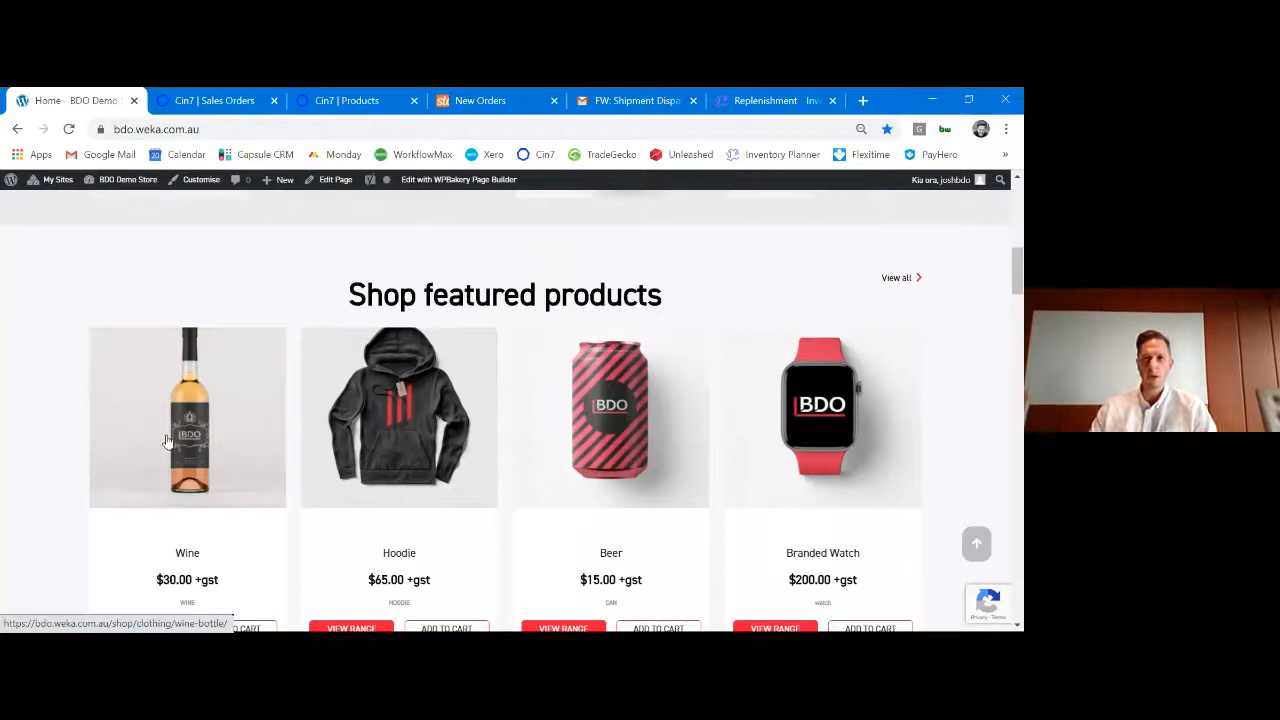 Home - BDO Demo S
Cin7 | Sales Orders
Cin7 | Products
New Orders
FW: Shipment Dispa
Replenishment - Inv
bdo.weka.com.au
Apps
Google Mail
Calendar
Capsule CRM
Monday
WorkflowMax
Xero
Cin7
TradeGecko
Unleashed
Inventory Planner
Flexitime
PayHero
»
My Sites
BDO Demo Store
Customise
0
New
Edit Page
Edit with WPBakery Page Builder
Kia ora, joshbdo
Shop featured products
View all
BDO
BDO
BDO
Wine
Hoodie
Beer
Branded Watch
$30.00 +gst
$65.00 +gst
$15.00 +gst
$200.00 +gst
WINE
HOODIE
CAN
watch
Privacy - Terms
https://bdo.weka.com.au/shop/clothing/wine-bottle/
O CART
VIEW RANGE
ADD TO CART
VIEW RANGE
ADD TO CART
VIEW RANGE
ADD TO CART